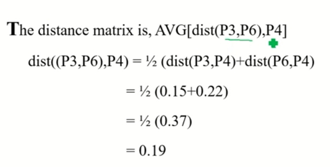 The distance matrix is, AVG[dist(P3,P6),P4]
dist((P3,P6),P4) = ½ (dist(P3,P4)+dist(P6,P4)
= ½ (0.15+0.22)
= ½ (0.37)
= 0.19